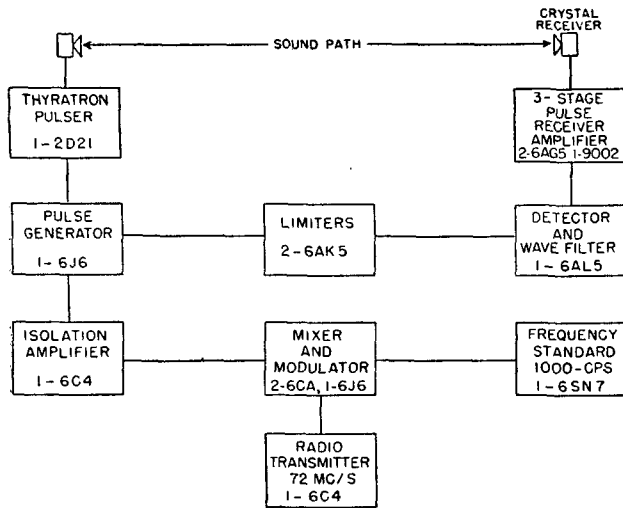 CRYSTAL
RECEIVER
SOUND PATH
THYRATRON
PULSER
1-2D21
3-STAGE
PULSE
RECEIVER
AMPLIFIER
2-6AG5 1-9002
PULSE
GENERATOR
1-6J6
LIMITERS
2-6AK5
DETECTOR
AND
WAVE FILTER
1-6AL5
ISOLATION
AMPLIFIER
1-6C4
MIXER
AND
MODULATOR
2-6CA, 1-6J6
FREQUENCY
STANDARD
1000-CPS
1-6SN7
RADIO
TRANSMITTER
72 MC/S
1-6C4